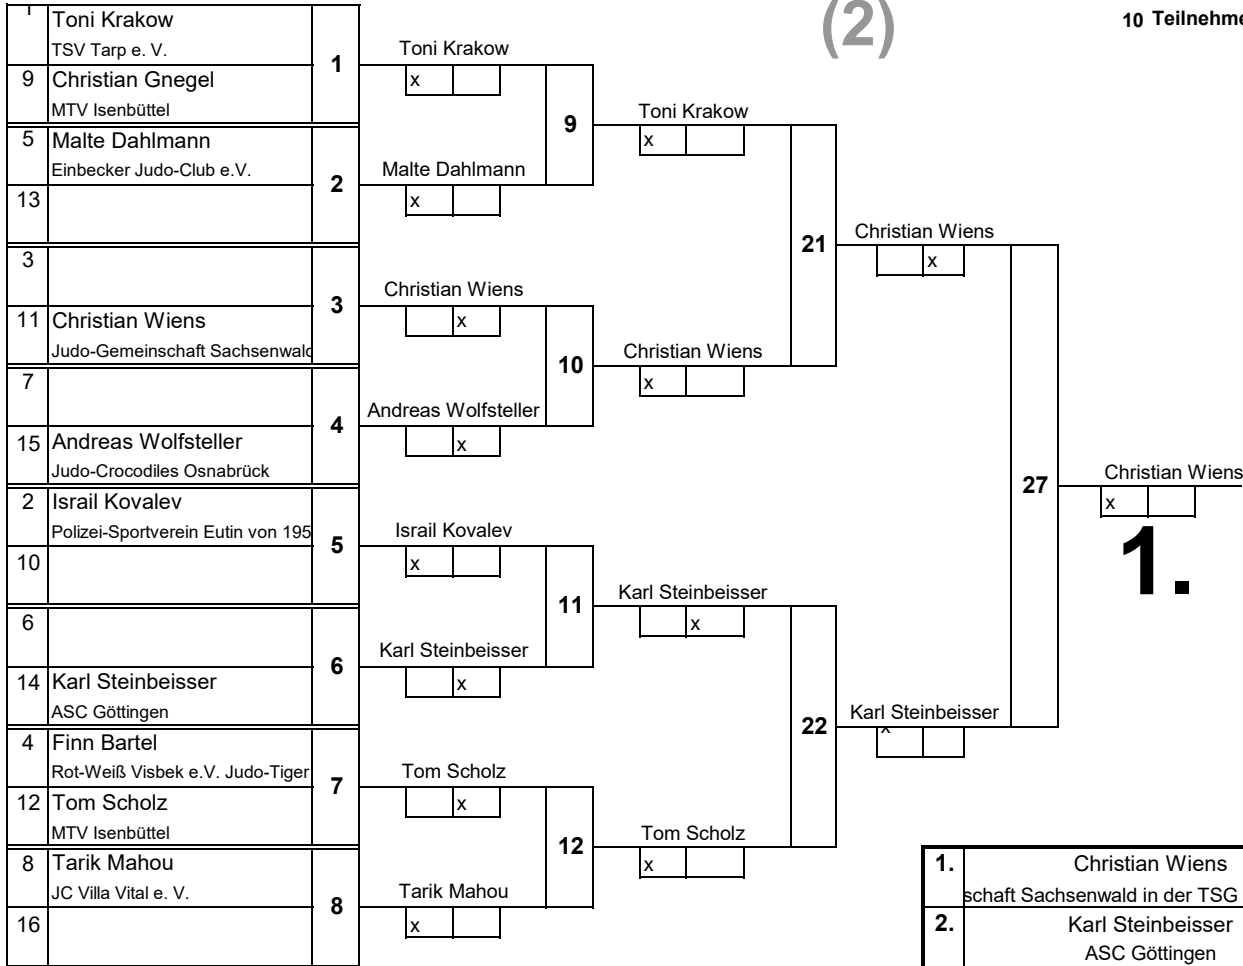 (2)
10 Teilnehme
1 Toni Krakow
TSV Tarp e. V.
1
9 Christian Gnegel
MTV Isenbüttel
5 Malte Dahlmann
Einbecker Judo-Club e.V.
2
13
3
3
11 Christian Wiens
Judo-Gemeinschaft Sachsenwald
7
4
15 Andreas Wolfsteller
Judo-Crocodiles Osnabrück
2 Israil Kovalev
Polizei-Sportverein Eutin von 195
5
10
6
6
14 Karl Steinbeisser
ASC Göttingen
4 Finn Bartel
Rot-Weiß Visbek e.V. Judo-Tiger
7
12 Tom Scholz
MTV Isenbüttel
8 Tarik Mahou
JC Villa Vital e. V.
8
16
Toni Krakow
x
9
Malte Dahlmann
x
Christian Wiens
x
10
Andreas Wolfsteller
x
Israil Kovalev
x
11
Karl Steinbeisser
x
Tom Scholz
x
12
Tarik Mahou
x
Toni Krakow
x
21
Christian Wiens
x
Karl Steinbeisser
x
22
Tom Scholz
x
Christian Wiens
x
27
Karl Steinbeisser
x
Christian Wiens
x
1.
1. Christian Wiens
schaft Sachsenwald in der TSG
2. Karl Steinbeisser
ASC Göttingen